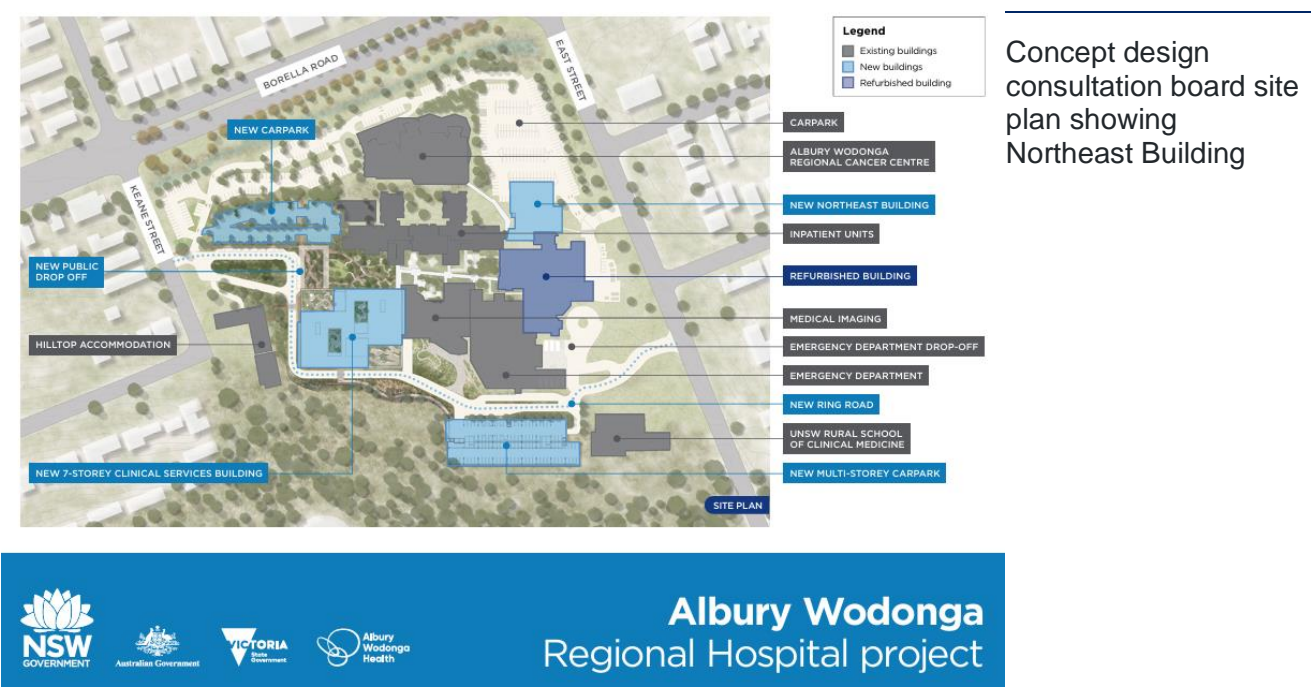 BORELLA ROAD
EAST STREET
KEANE STREET
Legend
Existing buildings
New buildings
Refurbished building
NEW CARPARK
NEW PUBLIC
DROP OFF
HILLTOP ACCOMMODATION
NEW 7-STOREY CLINICAL SERVICES BUILDING
CARPARK
ALBURY WODONGA
REGIONAL CANCER CENTRE
NEW NORTHEAST BUILDING
INPATIENT UNITS
REFURBISHED BUILDING
MEDICAL IMAGING
EMERGENCY DEPARTMENT DROP-OFF
EMERGENCY DEPARTMENT
NEW RING ROAD
UNSW RURAL SCHOOL
OF CLINICAL MEDICINE
NEW MULTI-STOREY CARPARK
SITE PLAN
Concept design
consultation board site
plan showing
Northeast Building
NSW
GOVERNMENT
Australian Government
VICTORIA
State
Government
Albury
Wodonga
Health
Albury Wodonga
Regional Hospital project